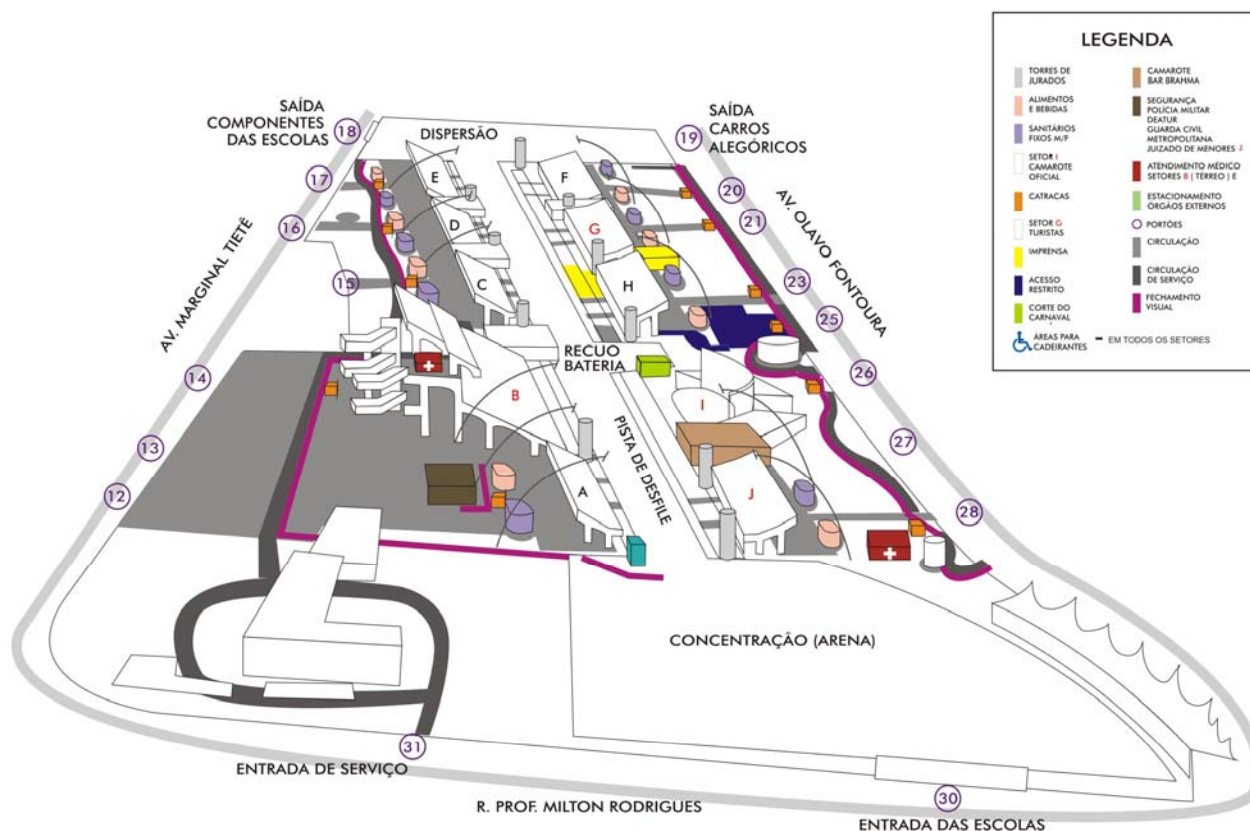 LEGENDA
TORRES DE
JURADOS
ALIMENTOS
E BEBIDAS
SANITÁRIOS
FIXOS M/F
SETOR I
CAMAROTE
OFICIAL
CATRACAS
SETOR G
TURISTAS
IMPRENSA
ACESSO
RESTRITO
CORTE DO
CARNAVAL
ÁREAS PARA
CADEIRANTES
EM TODOS OS SETORES
CAMAROTE
BAR BRAHMA
SEGURANÇA
POLÍCIA MILITAR
DEATUR
GUARDA CIVIL
METROPOLITANA
JUIZADO DE MENORES J
ATENDIMENTO MÉDICO
SETORES B ( TÉRREO ) E
ESTACIONAMENTO
ORGÃOS EXTERNOS
PORTÕES
CIRCULAÇÃO
CIRCULAÇÃO
DE SERVIÇO
FECHAMENTO
VISUAL
SAÍDA
COMPONENTES
DAS ESCOLAS
18
DISPERSÃO
SAÍDA
CARROS
ALEGÓRICOS
19
17
E
F
20
16
D
G
21
AV. MARGINAL TIETÊ
15
C
H
23
AV. OLAVO FONTOURA
25
RECUO
BATERIA
14
B
I
26
PISTA DE DESFILE
13
27
12
A
J
28
CONCENTRAÇÃO (ARENA)
31
ENTRADA DE SERVIÇO
R. PROF. MILTON RODRIGUES
30
ENTRADA DAS ESCOLAS